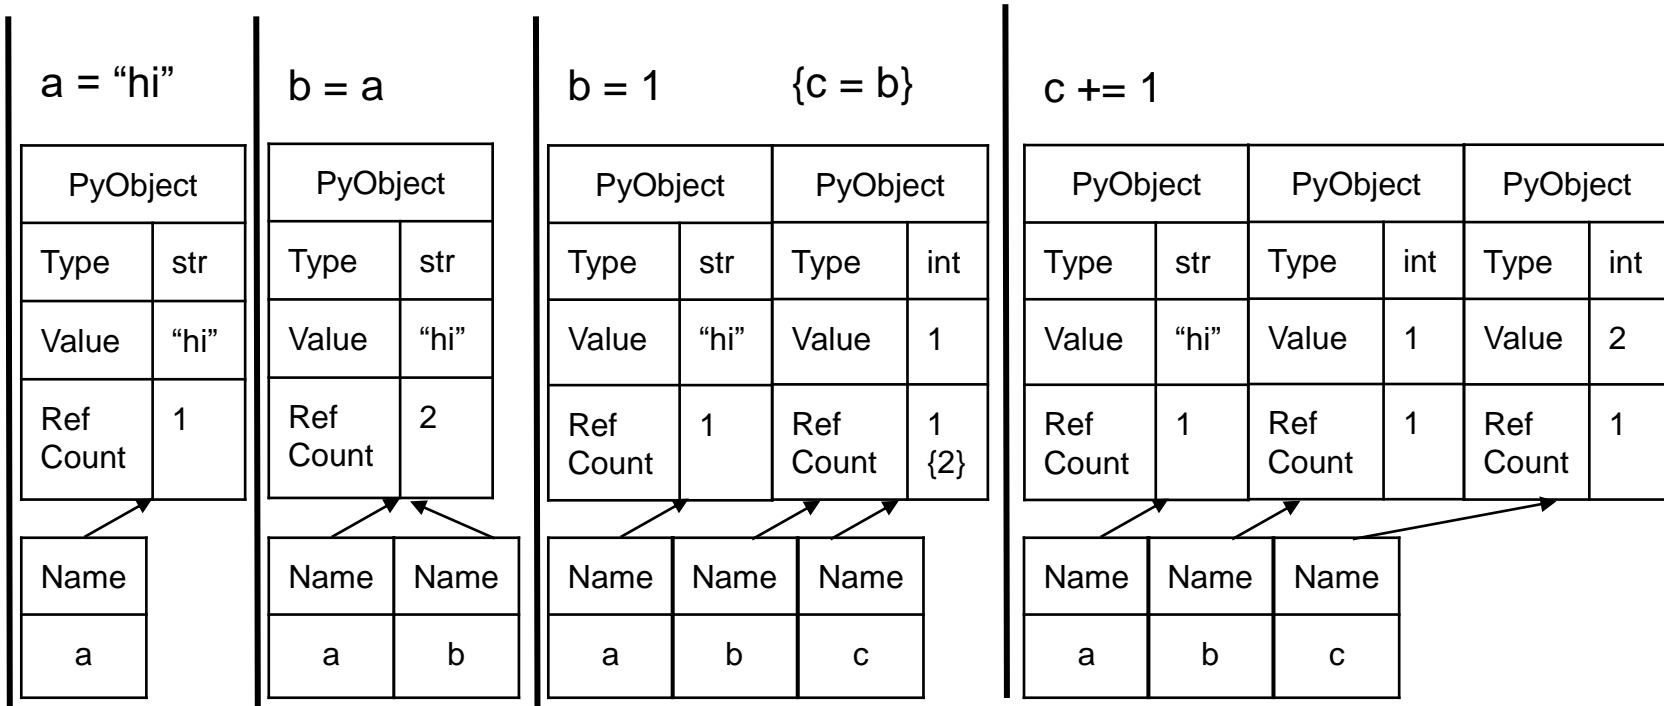 a = “hi”
PyObject
Type str
Value “hi”
Ref Count 1
Name
a
b = a
PyObject
Type str
Value “hi”
Ref Count 2
Name Name
a b
b = 1 {c = b}
PyObject PyObject
Type str Type int
Value “hi” Value 1
Ref Count 1 Ref Count 1 {2}
Name Name Name
a b c
c += 1
PyObject PyObject PyObject
Type str Type int Type int
Value “hi” Value 1 Value 2
Ref Count 1 Ref Count 1 Ref Count 1
Name Name Name
a b c